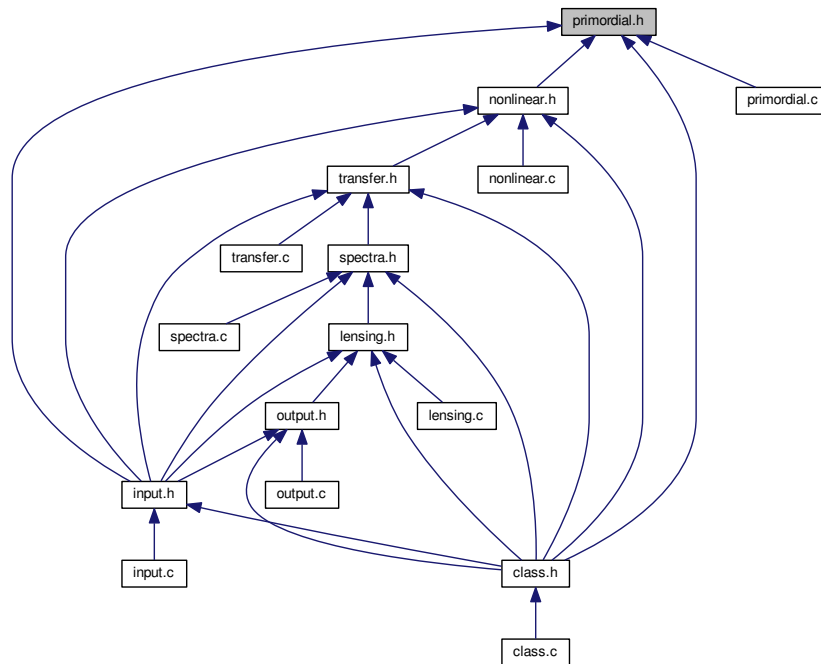 primordial.h
nonlinear.h
primordial.c
transfer.h
nonlinear.c
transfer.c
spectra.h
spectra.c
lensing.h
output.h
lensing.c
input.h
output.c
input.c
class.h
class.c